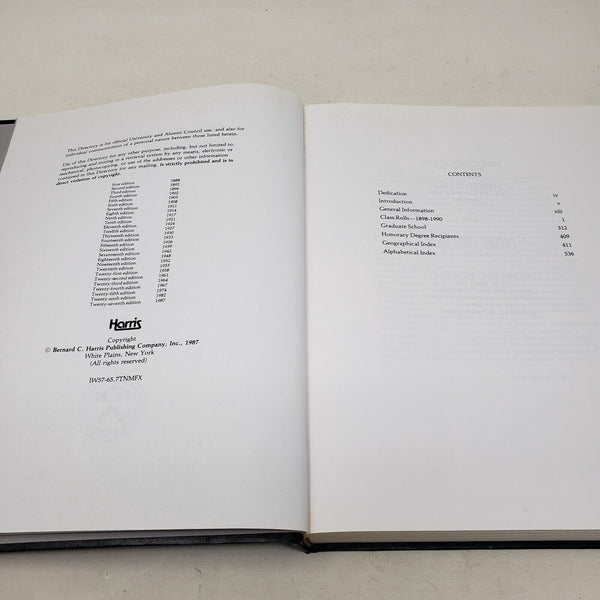 This Directory is for official University and Alumni Council use, and also for
individual communication of a personal nature between those listed herein.
Use of this Directory for any other purpose, including, but not limited to,
reproducing and storing in a retrieval system by any means, electronic or
mechanical, photocopying, or use of the addresses or other information
contained in this Directory for any mailing, is strictly prohibited and is in
direct violation of copyright.
First edition 1888
Second edition 1892
Third edition 1896
Fourth edition 1902
Fifth edition 1905
Sixth edition 1908
Seventh edition 1911
Eighth edition 1914
Ninth edition 1917
Tenth edition 1921
Eleventh edition 1924
Twelfth edition 1927
Thirteenth edition 1930
Fourteenth edition 1933
Fifteenth edition 1936
Sixteenth edition 1939
Seventeenth edition 1942
Eighteenth edition 1948
Nineteenth edition 1952
Twentieth edition 1955
Twenty-first edition 1958
Twenty-second edition 1961
Twenty-third edition 1964
Twenty-fourth edition 1967
Twenty-fifth edition 1974
Twenty-sixth edition 1982
Twenty-seventh edition 1987
Harris
Copyright
© Bernard C. Harris Publishing Company, Inc., 1987
White Plains, New York
(All rights reserved)
IW57-65.7TNMFX
CONTENTS
Dedication iv
Introduction v
General Information xiii
Class Rolls—1898-1990 1
Graduate School 312
Honorary Degree Recipients 409
Geographical Index 411
Alphabetical Index 536